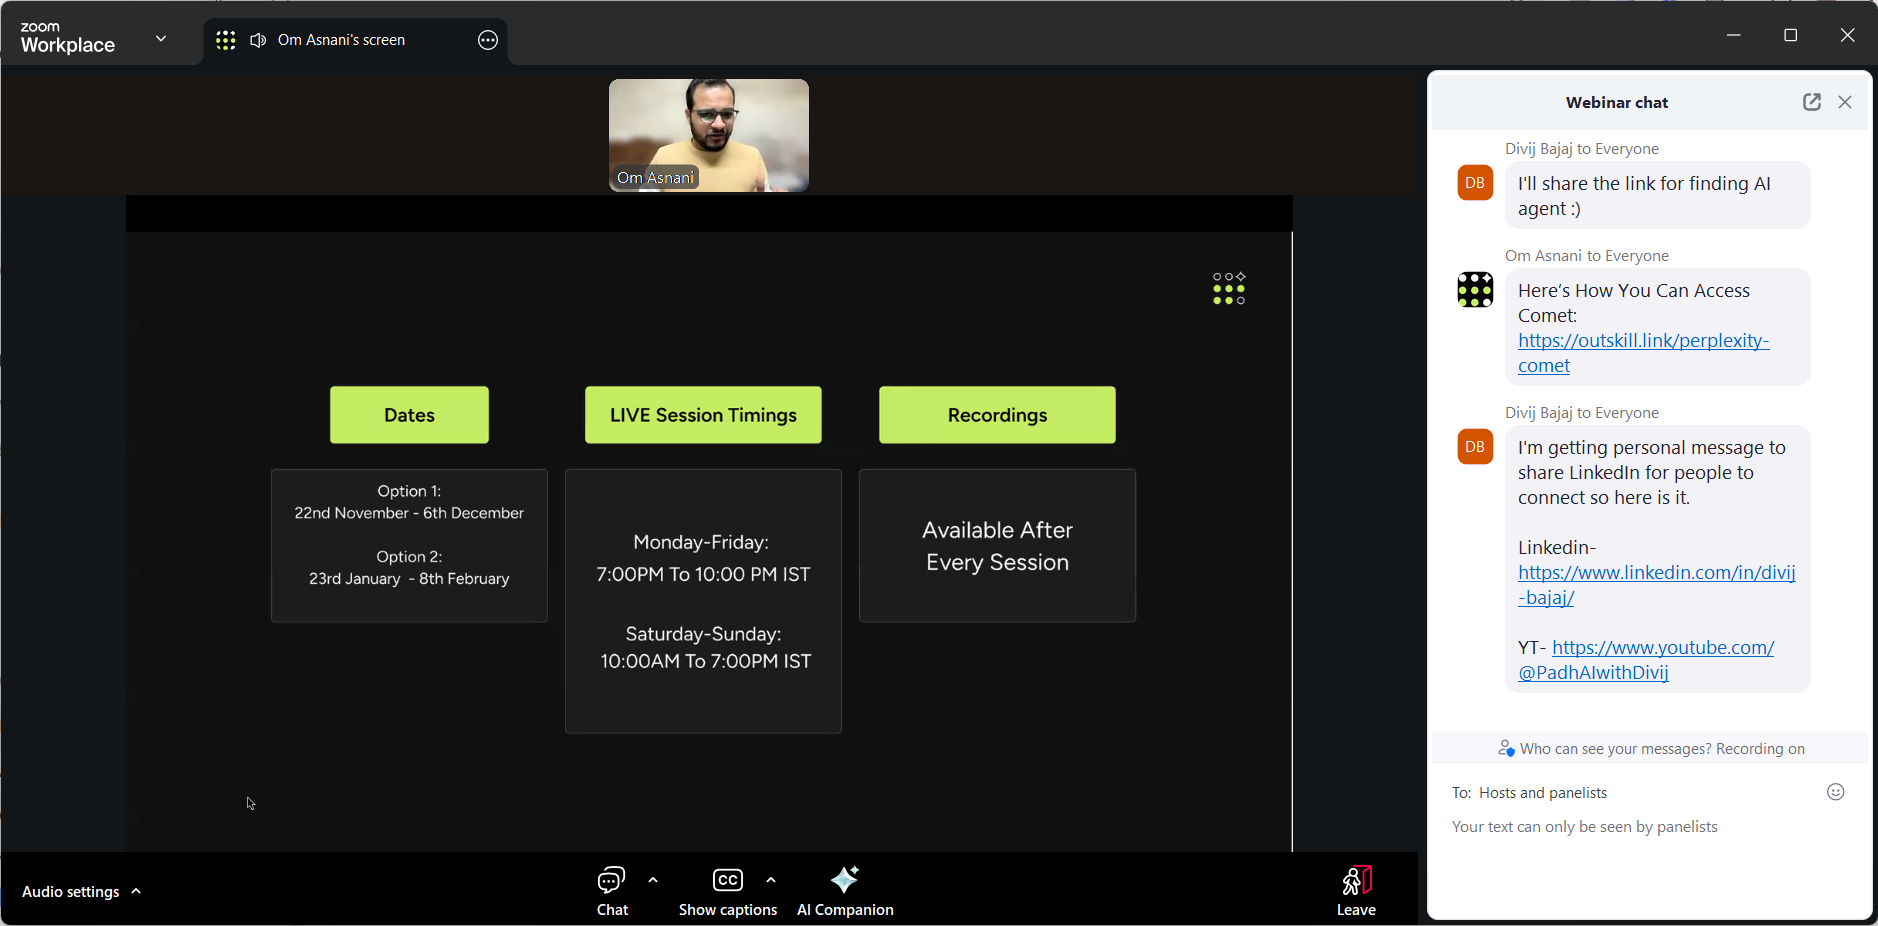 zoom
Workplace
Om Asnani's screen
Om Asnani
Dates
LIVE Session Timings
Recordings
Option 1:
22nd November - 6th December
Option 2:
23rd January - 8th February
Monday-Friday:
7:00PM To 10:00 PM IST
Saturday-Sunday:
10:00AM To 7:00PM IST
Available After
Every Session
Audio settings
Chat
CC
Show captions
AI Companion
Leave
Webinar chat
Divij Bajaj to Everyone
DB
I'll share the link for finding AI
agent :)
Om Asnani to Everyone
Here’s How You Can Access
Comet:
https://outskill.link/perplexity-
comet
Divij Bajaj to Everyone
DB
I'm getting personal message to
share LinkedIn for people to
connect so here is it.
Linkedin-
https://www.linkedin.com/in/divij
-bajaj/
YT- https://www.youtube.com/
@PadhAIwithDivij
Who can see your messages? Recording on
To: Hosts and panelists
Your text can only be seen by panelists